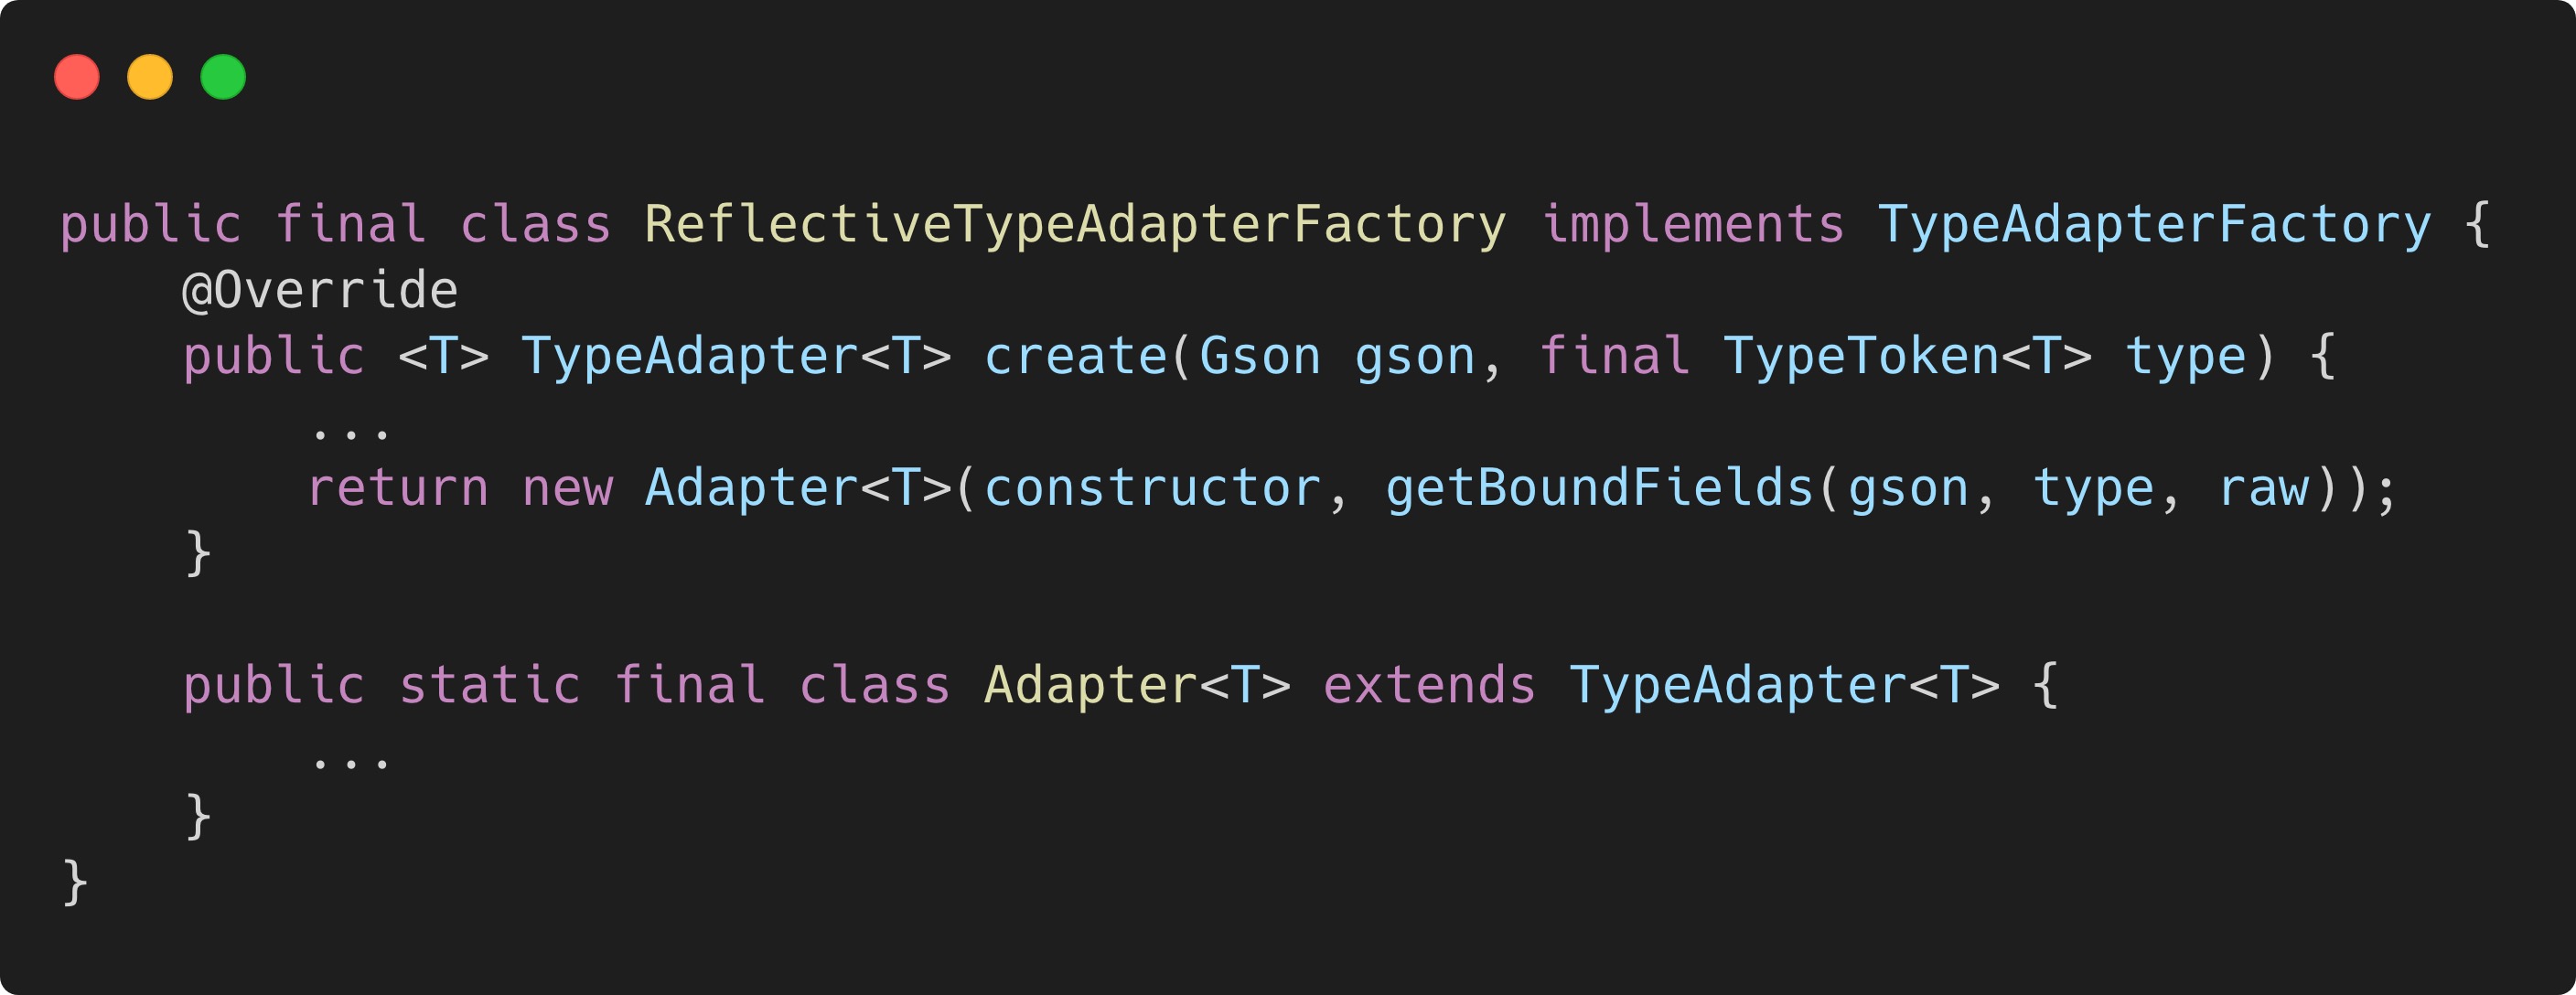 public final class ReflectiveTypeAdapterFactory implements TypeAdapterFactory {
    @Override
    public <T> TypeAdapter<T> create(Gson gson, final TypeToken<T> type) {
        ...
        return new Adapter<T>(constructor, getBoundFields(gson, type, raw));
    }

    public static final class Adapter<T> extends TypeAdapter<T> {
        ...
    }
}